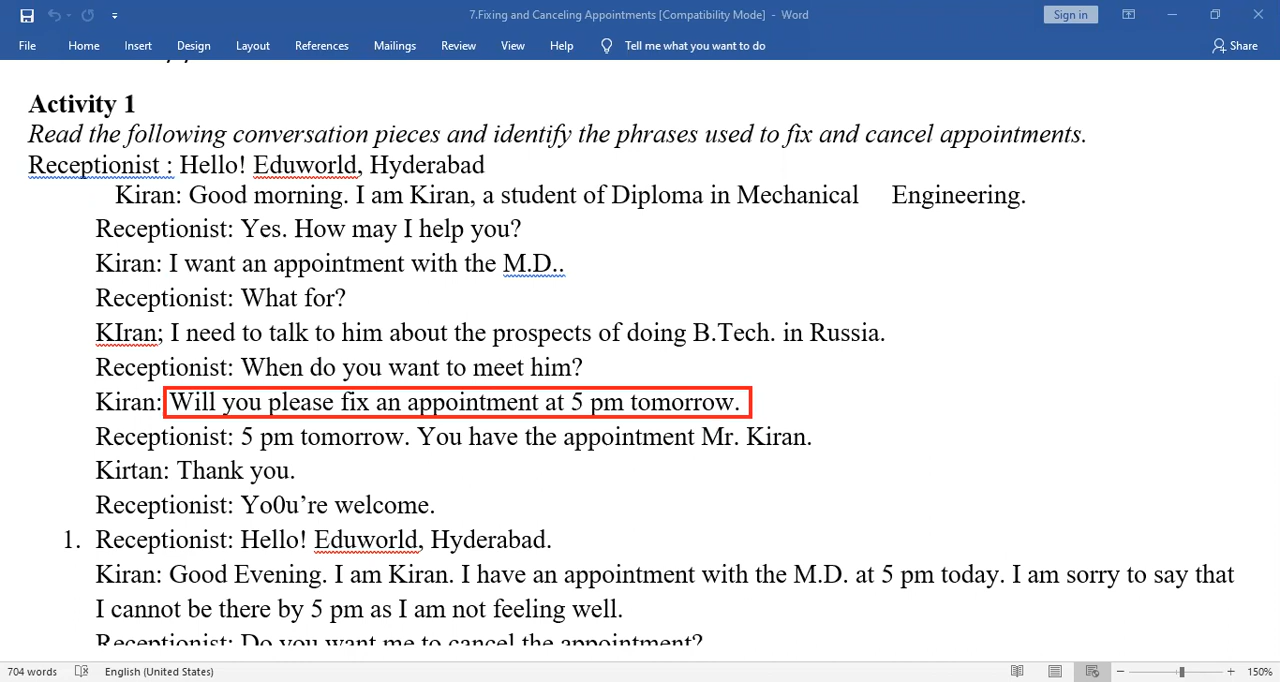 7.Fixing and Canceling Appointments [Compatibility Mode] - Word
Sign in
File Home Insert Design Layout References Mailings Review View Help Tell me what you want to do Share
Activity 1
Read the following conversation pieces and identify the phrases used to fix and cancel appointments.
Receptionist : Hello! Eduworld, Hyderabad
Kiran: Good morning. I am Kiran, a student of Diploma in Mechanical Engineering.
Receptionist: Yes. How may I help you?
Kiran: I want an appointment with the M.D..
Receptionist: What for?
KIran; I need to talk to him about the prospects of doing B.Tech. in Russia.
Receptionist: When do you want to meet him?
Kiran: Will you please fix an appointment at 5 pm tomorrow.
Receptionist: 5 pm tomorrow. You have the appointment Mr. Kiran.
Kirtan: Thank you.
Receptionist: Yo0u’re welcome.
1. Receptionist: Hello! Eduworld, Hyderabad.
Kiran: Good Evening. I am Kiran. I have an appointment with the M.D. at 5 pm today. I am sorry to say that
I cannot be there by 5 pm as I am not feeling well.
Receptionist: Do you want me to cancel the appointment?
704 words English (United States) 150%